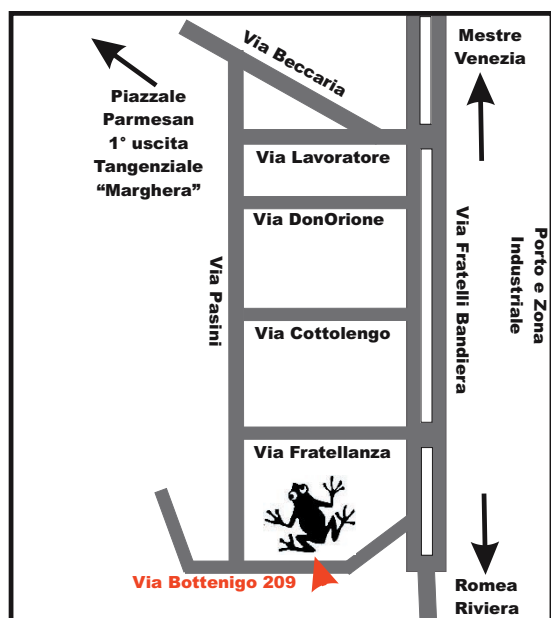 Mestre
Venezia
Via Beccaria
Piazzale
Parmesan
1° uscita
Tangenziale
“Marghera”
Via Lavoratore
Via DonOrione
Via Pasini
Via Fratelli Bandiera
Porto e Zona
Industriale
Via Cottolengo
Via Fratellanza
Via Bottenigo 209
Romea
Riviera